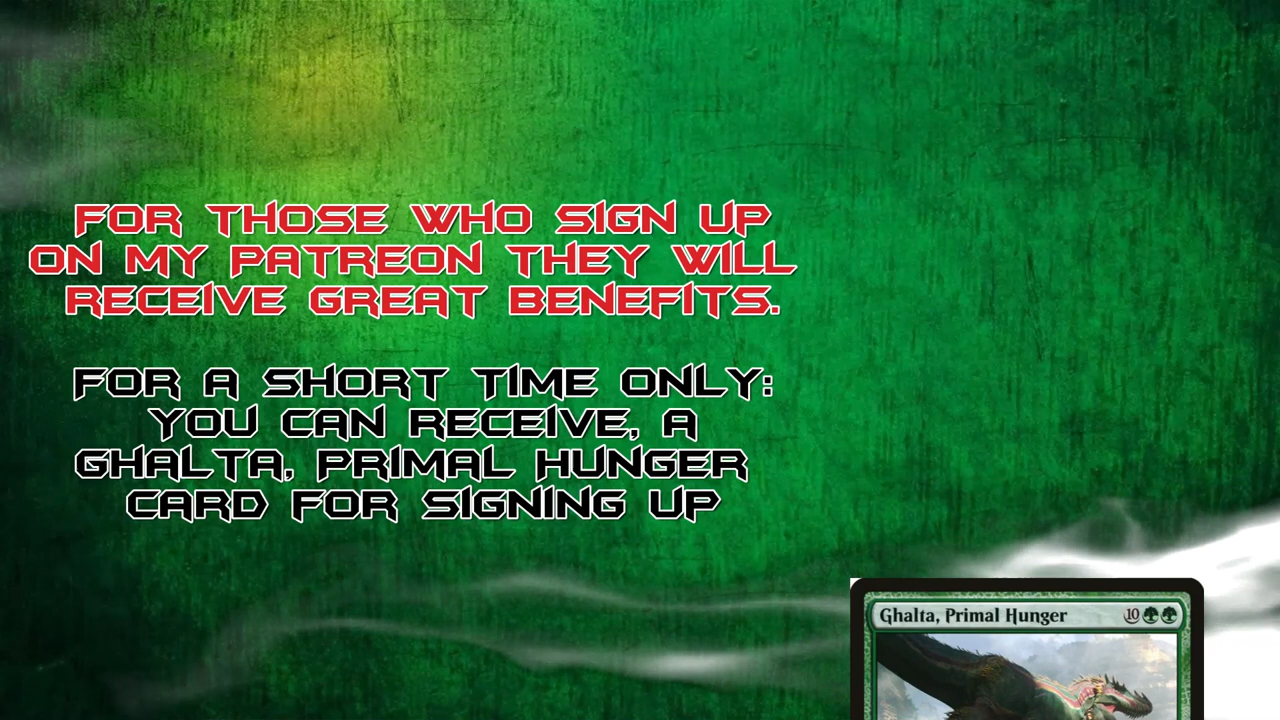 FOR THOSE WHO SIGN UP
ON MY PATREON THEY WILL
RECEIVE GREAT BENEFITS.
FOR A SHORT TIME ONLY:
YOU CAN RECEIVE, A
GHALTA, PRIMAL HUNGER
CARD FOR SIGNING UP
Ghalta, Primal Hunger 10